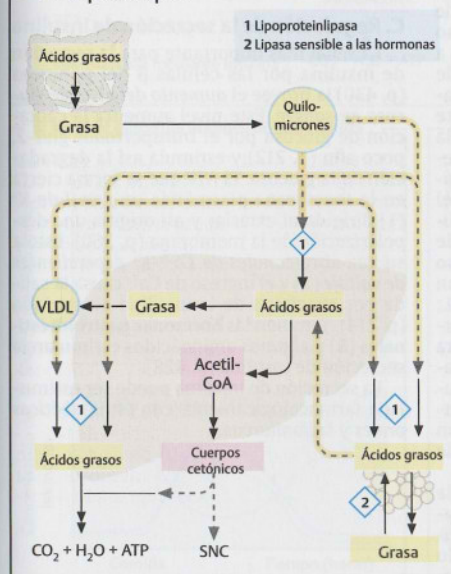 1 Lipoproteinlipasa
2 Lipasa sensible a las hormonas
Ácidos grasos
Grasa
Quilo-
micrones
1
VLDL
Grasa
Ácidos grasos
Acetil-
CoA
1
1
Ácidos grasos
Cuerpos
cetónicos
Ácidos grasos
2
CO₂ + H₂O + ATP
SNC
Grasa